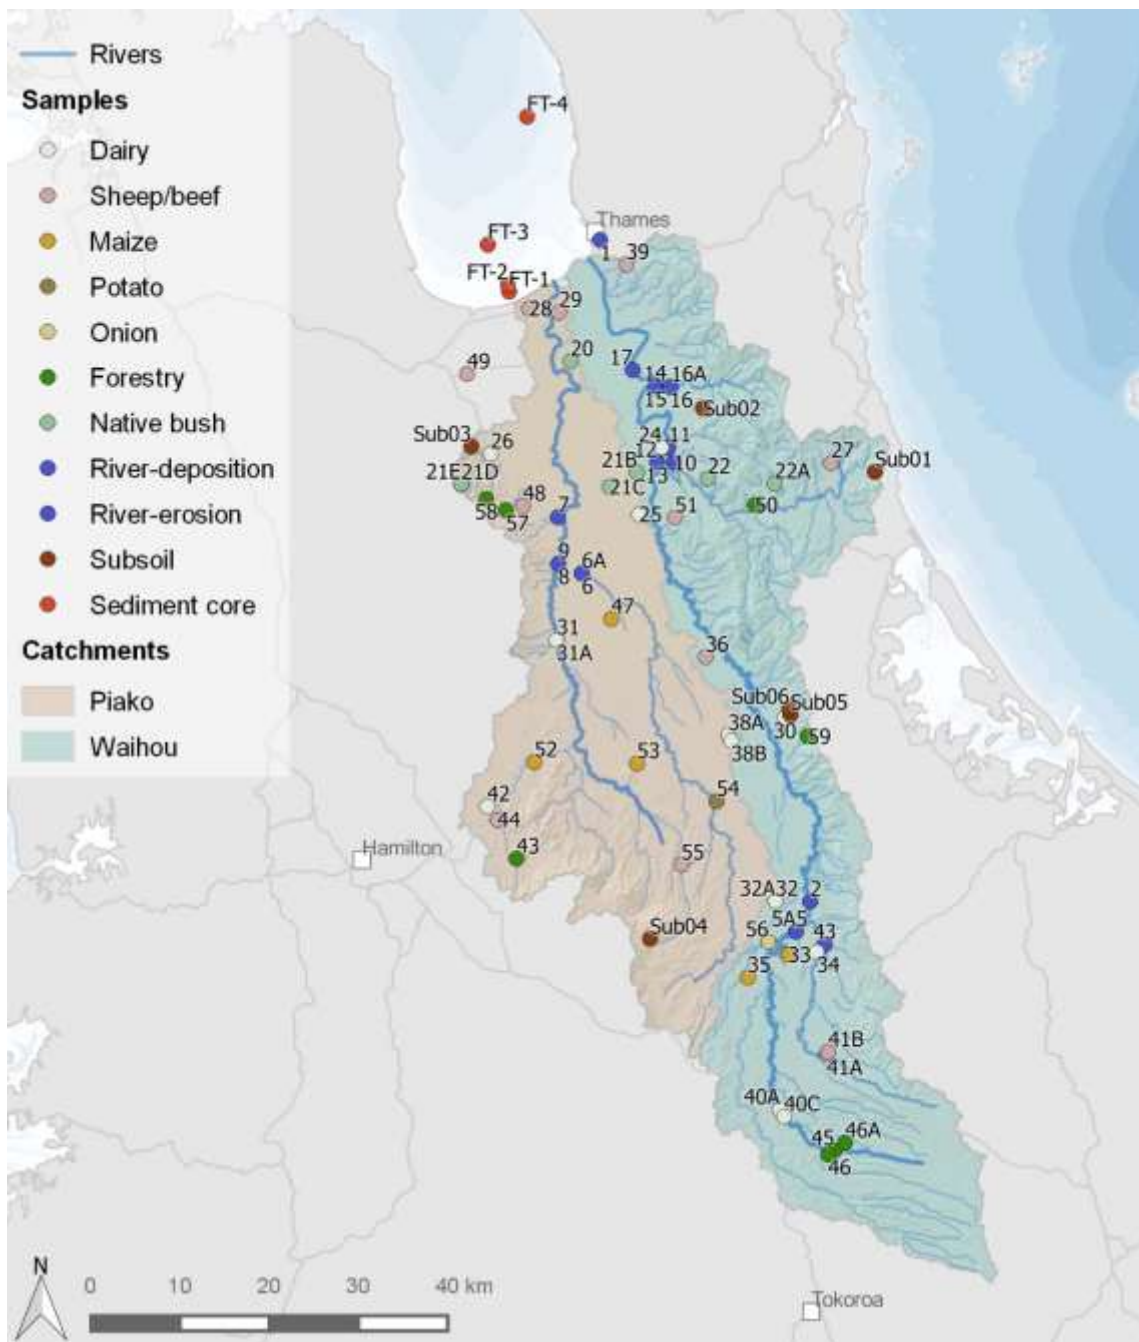 Rivers
Samples
Dairy
Sheep/beef
Maize
Potato
Onion
Forestry
Native bush
River-deposition
River-erosion
Subsoil
Sediment core
Catchments
Piako
Waihou
FT-4
Thames
FT-3
1
39
FT-2
FT-1
28
29
20
17
49
14
16A
15
16
Sub02
Sub03
26
24
11
12
10
13
21B
22
22A
27
Sub01
21E
21D
21C
58
57
48
7
25
51
50
9
8
6A
6
47
31
31A
36
Sub06
Sub05
30
59
38A
38B
52
53
54
42
44
43
Hamilton
55
32A
32
2
5A
5
56
43
33
34
Sub04
35
41B
41A
40A
40C
45
46A
46
N
0 10 20 30 40 km
Tokoroa